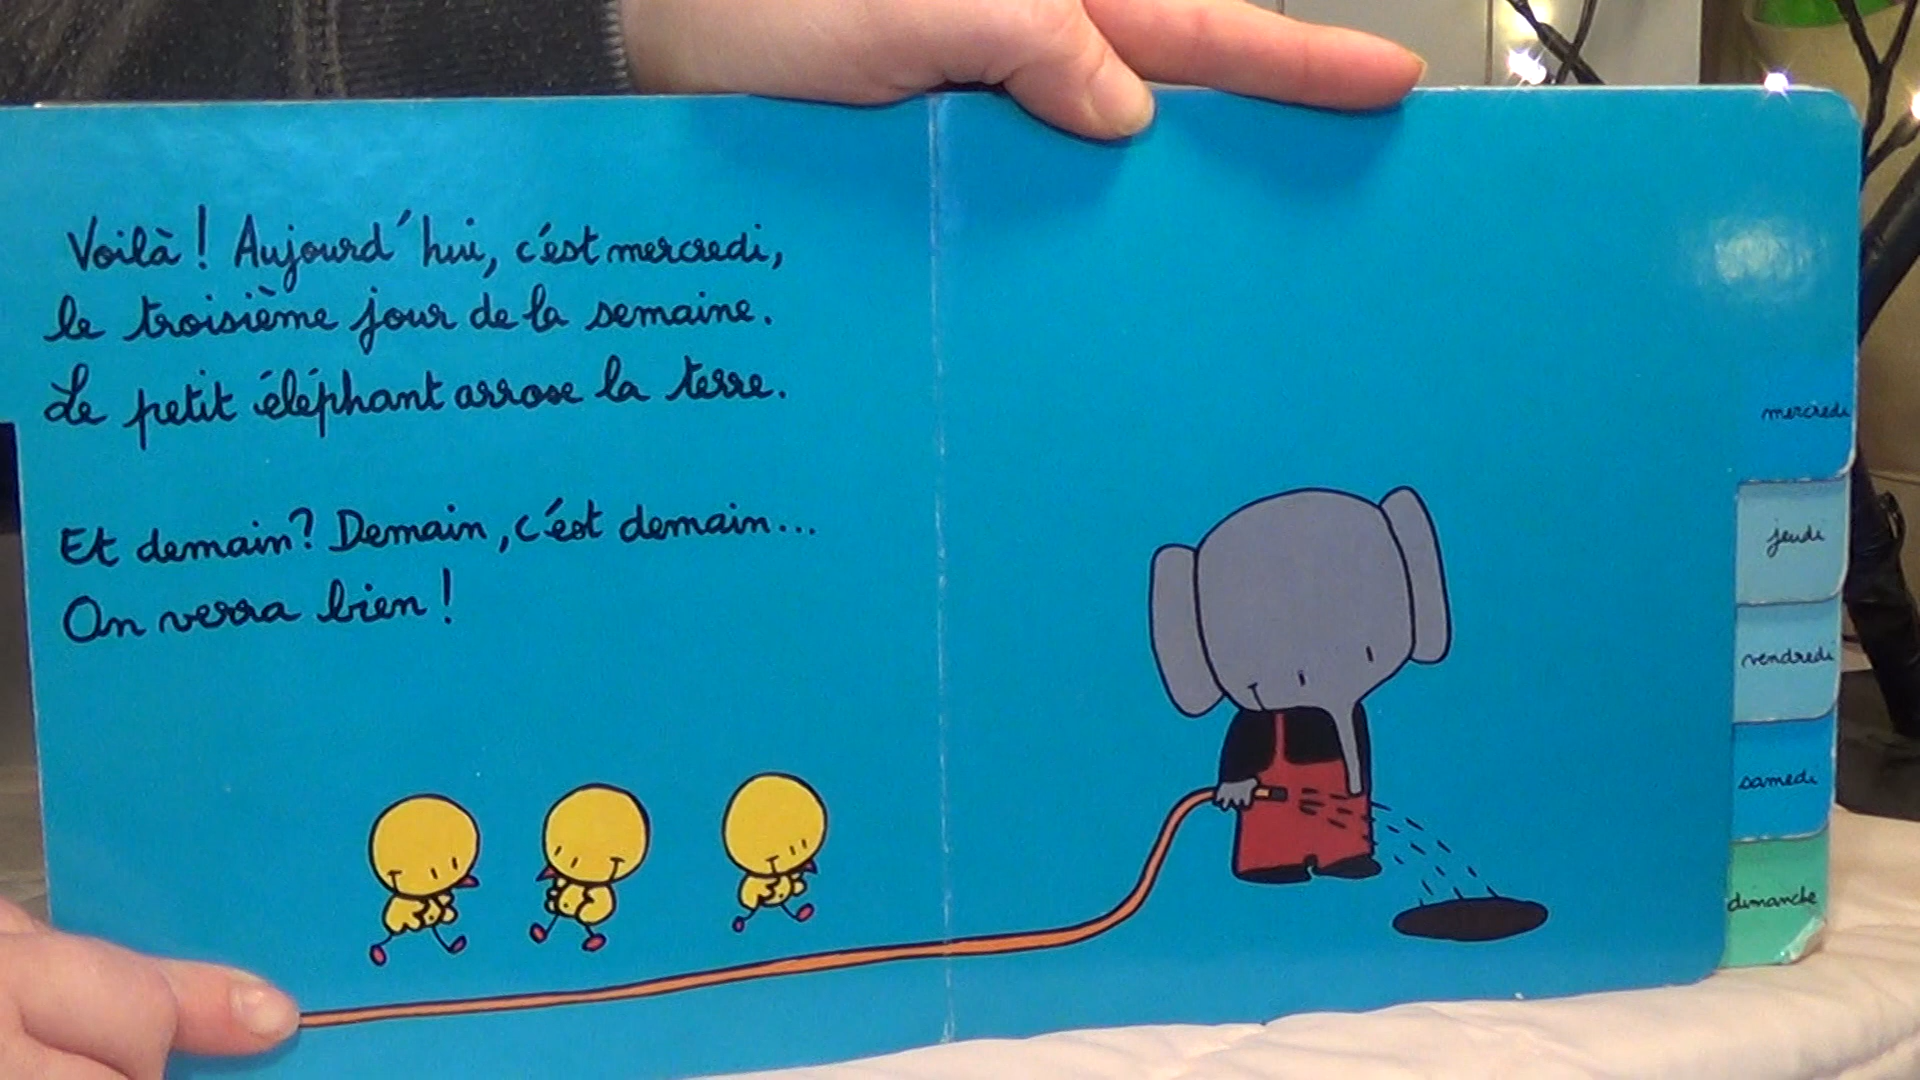 Voilà ! Aujourd'hui, c'est mercredi,
le troisième jour de la semaine.
Le petit éléphant arrose la terre.
Et demain ? Demain, c'est demain...
On verra bien !
mercredi
jeudi
vendredi
samedi
dimanche